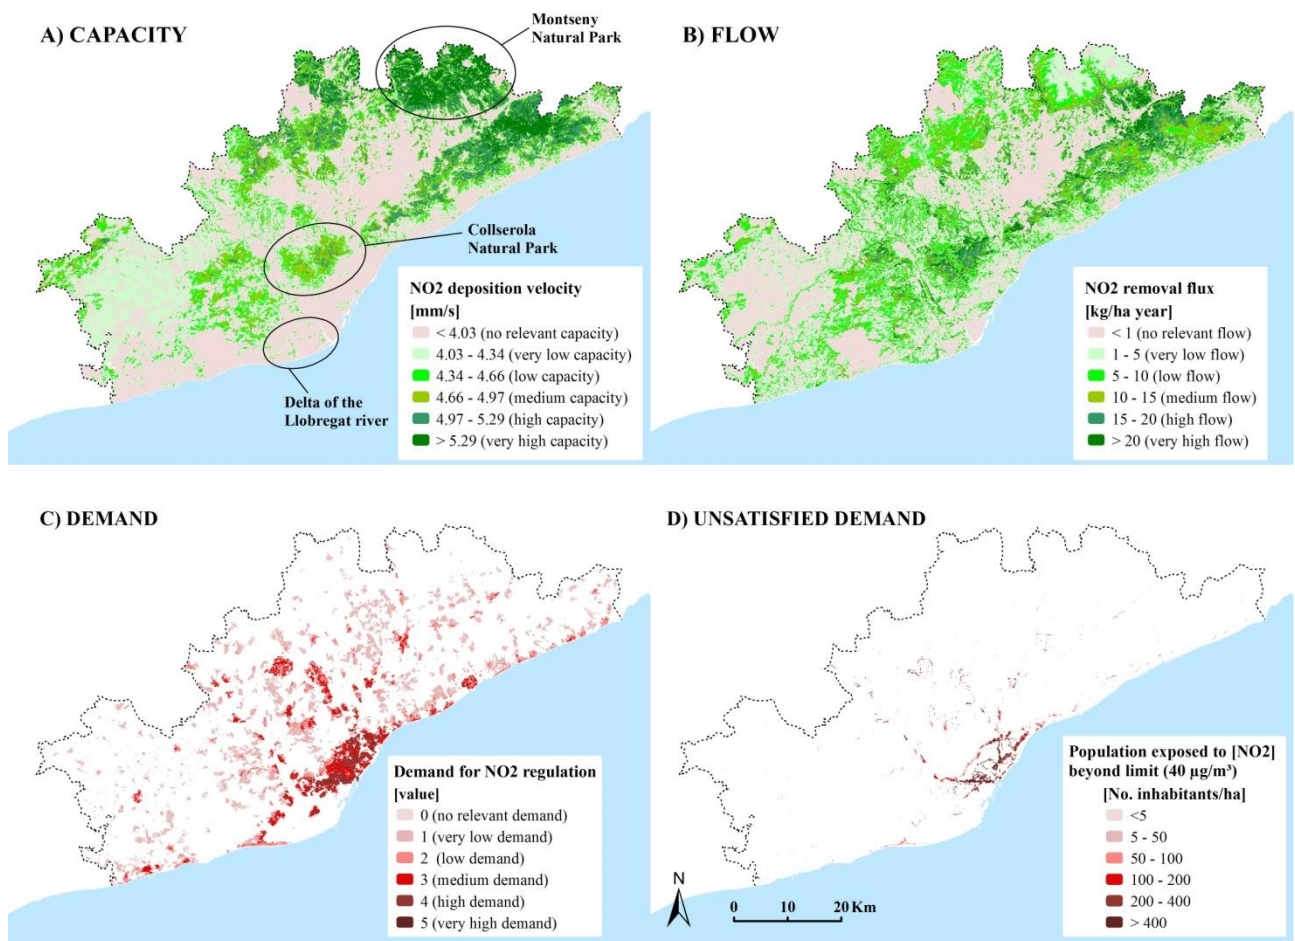 A) CAPACITY
Montseny
Natural Park
Collserola
Natural Park
Delta of the
Llobregat river
NO2 deposition velocity
[mm/s]
< 4.03 (no relevant capacity)
4.03 - 4.34 (very low capacity)
4.34 - 4.66 (low capacity)
4.66 - 4.97 (medium capacity)
4.97 - 5.29 (high capacity)
> 5.29 (very high capacity)
B) FLOW
NO2 removal flux
[kg/ha year]
< 1 (no relevant flow)
1 - 5 (very low flow)
5 - 10 (low flow)
10 - 15 (medium flow)
15 - 20 (high flow)
> 20 (very high flow)
C) DEMAND
Demand for NO2 regulation
[value]
0 (no relevant demand)
1 (very low demand)
2 (low demand)
3 (medium demand)
4 (high demand)
5 (very high demand)
D) UNSATISFIED DEMAND
N
0 10 20 Km
Population exposed to [NO2]
beyond limit (40 µg/m³)
[No. inhabitants/ha]
<5
5 - 50
50 - 100
100 - 200
200 - 400
> 400